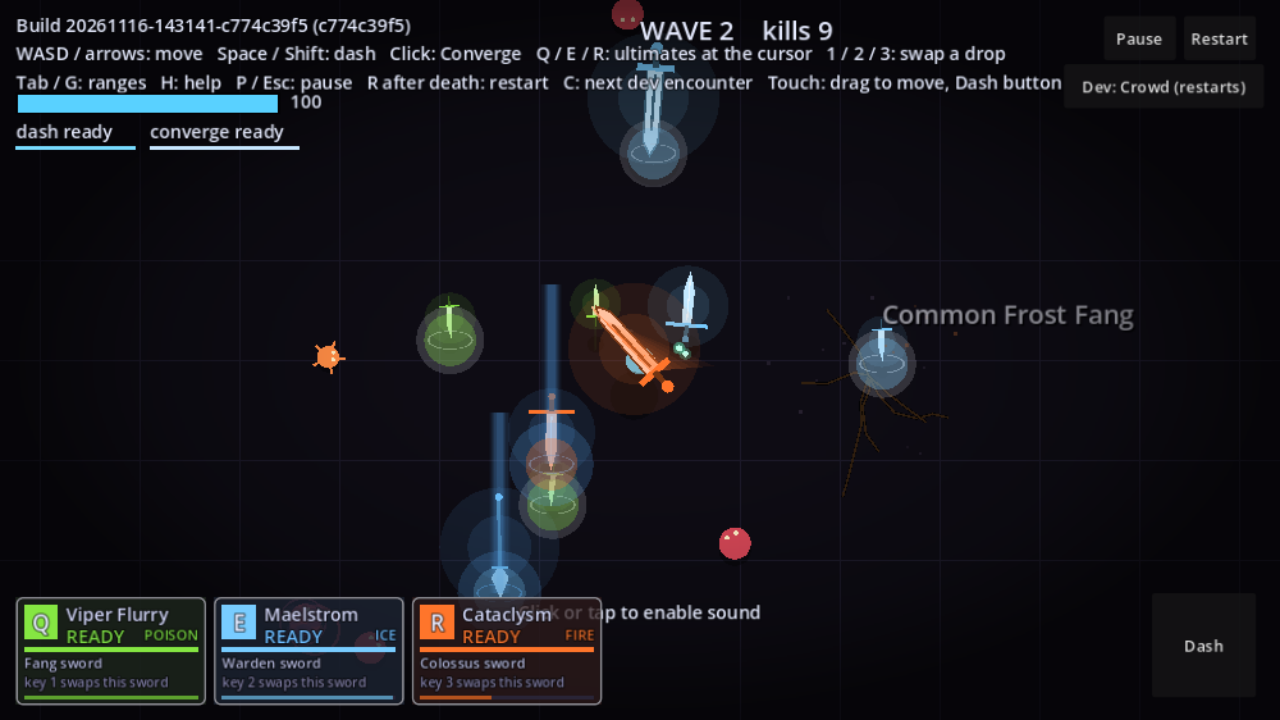 Build 20261116-143141-c774c39f5 (c774c39f5)
WAVE 2 kills 9
Pause
Restart
WASD / arrows: move Space / Shift: dash Click: Converge Q / E / R: ultimates at the cursor 1 / 2 / 3: swap a drop
Tab / G: ranges H: help P / Esc: pause R after death: restart C: next dev encounter Touch: drag to move, Dash button
Dev: Crowd (restarts)
100
dash ready
converge ready
Common Frost Fang
Click or tap to enable sound
Q
Viper Flurry
READY
POISON
Fang sword
key 1 swaps this sword
E
Maelstrom
READY
ICE
Warden sword
key 2 swaps this sword
R
Cataclysm
READY
FIRE
Colossus sword
key 3 swaps this sword
Dash